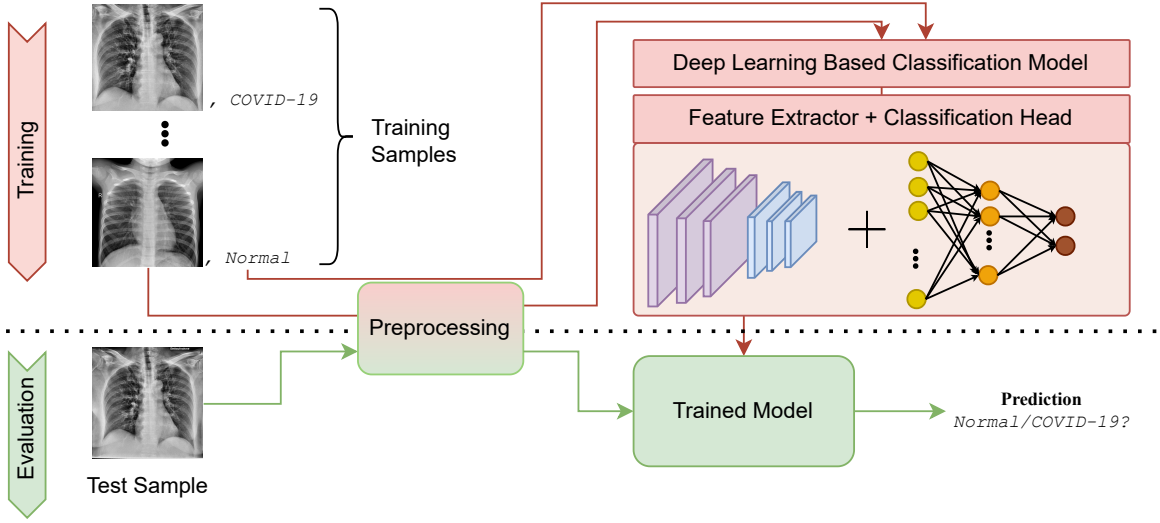 Training
, COVID-19
Training
Samples
, Normal
Deep Learning Based Classification Model
Feature Extractor + Classification Head
Preprocessing
Evaluation
Test Sample
Trained Model
Prediction
Normal/COVID-19?